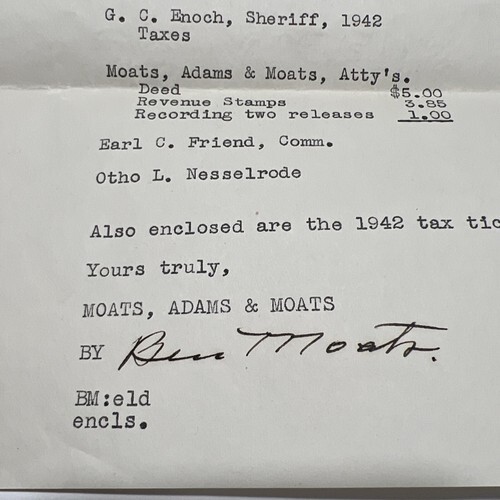 G. C. Enoch, Sheriff, 1942
Taxes
Moats, Adams & Moats, Atty's.
Deed $5.00
Revenue Stamps 3.85
Recording two releases 1.00
Earl C. Friend, Comm.
Otho L. Nesselrode
Also enclosed are the 1942 tax tic
Yours truly,
MOATS, ADAMS & MOATS
BY Ben Moats.
BM:eld
encls.